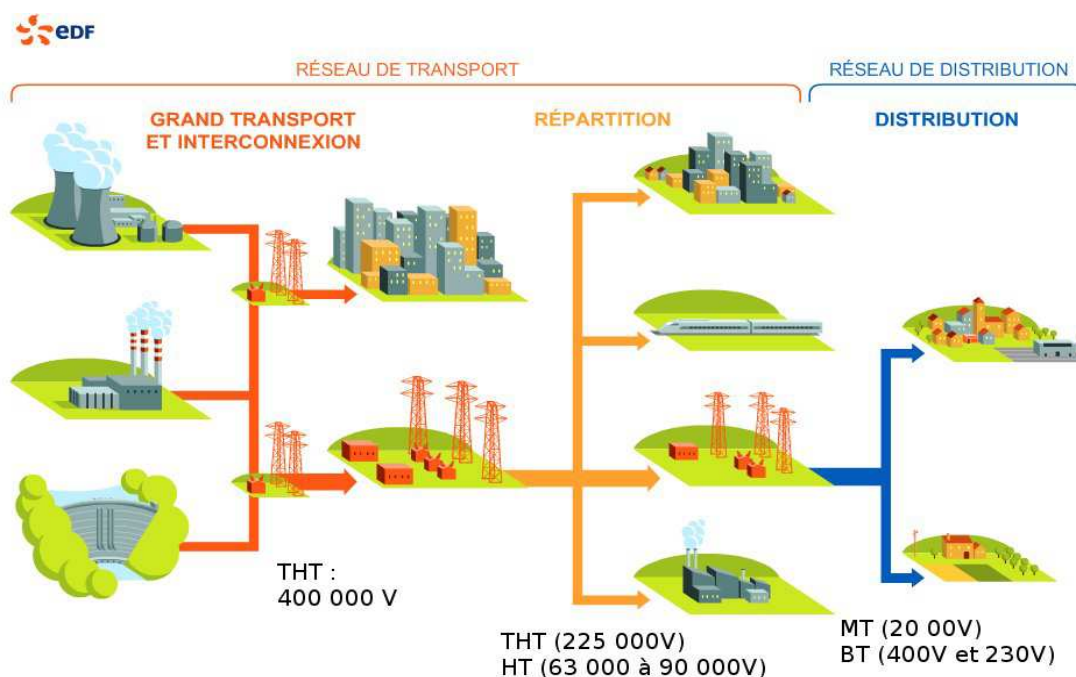 eDF
RÉSEAU DE TRANSPORT
RÉSEAU DE DISTRIBUTION
GRAND TRANSPORT
ET INTERCONNEXION
RÉPARTITION
DISTRIBUTION
THT :
400 000 V
THT (225 000V)
HT (63 000 à 90 000V)
MT (20 00V)
BT (400V et 230V)